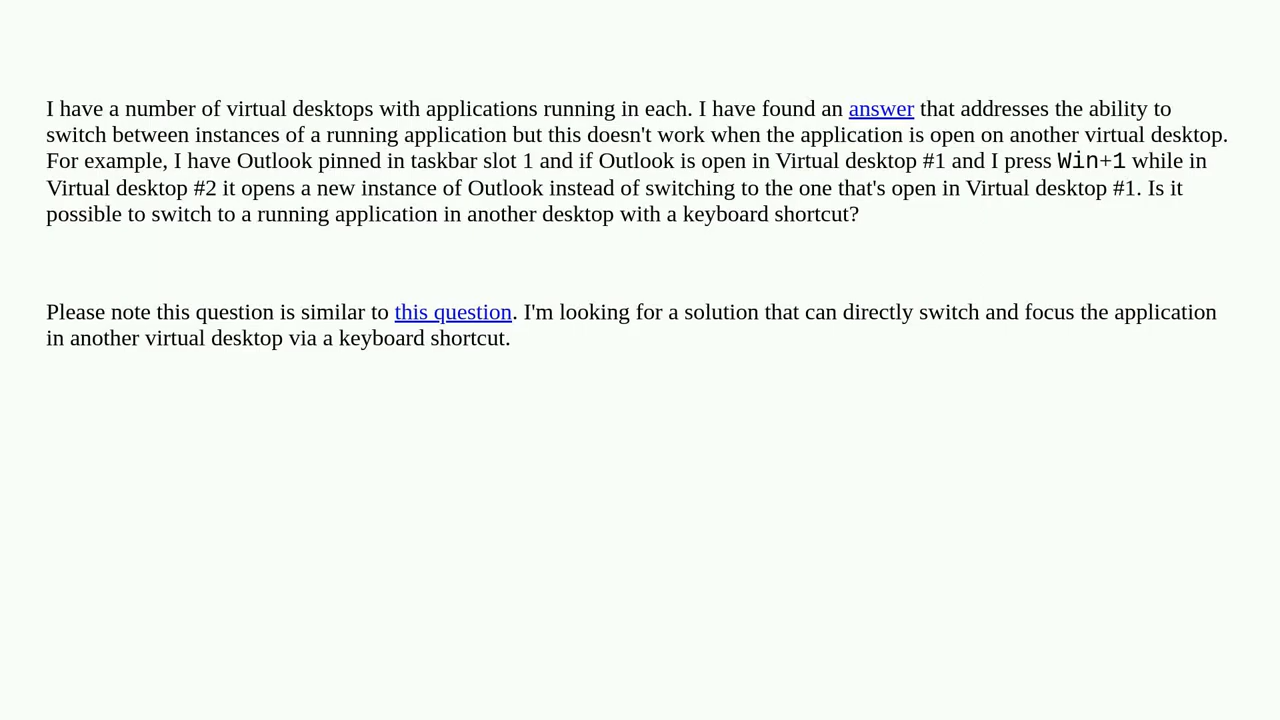 I have a number of virtual desktops with applications running in each. I have found an answer that addresses the ability to
switch between instances of a running application but this doesn't work when the application is open on another virtual desktop.
For example, I have Outlook pinned in taskbar slot 1 and if Outlook is open in Virtual desktop #1 and I press Win+1 while in
Virtual desktop #2 it opens a new instance of Outlook instead of switching to the one that's open in Virtual desktop #1. Is it
possible to switch to a running application in another desktop with a keyboard shortcut?
Please note this question is similar to this question. I'm looking for a solution that can directly switch and focus the application
in another virtual desktop via a keyboard shortcut.